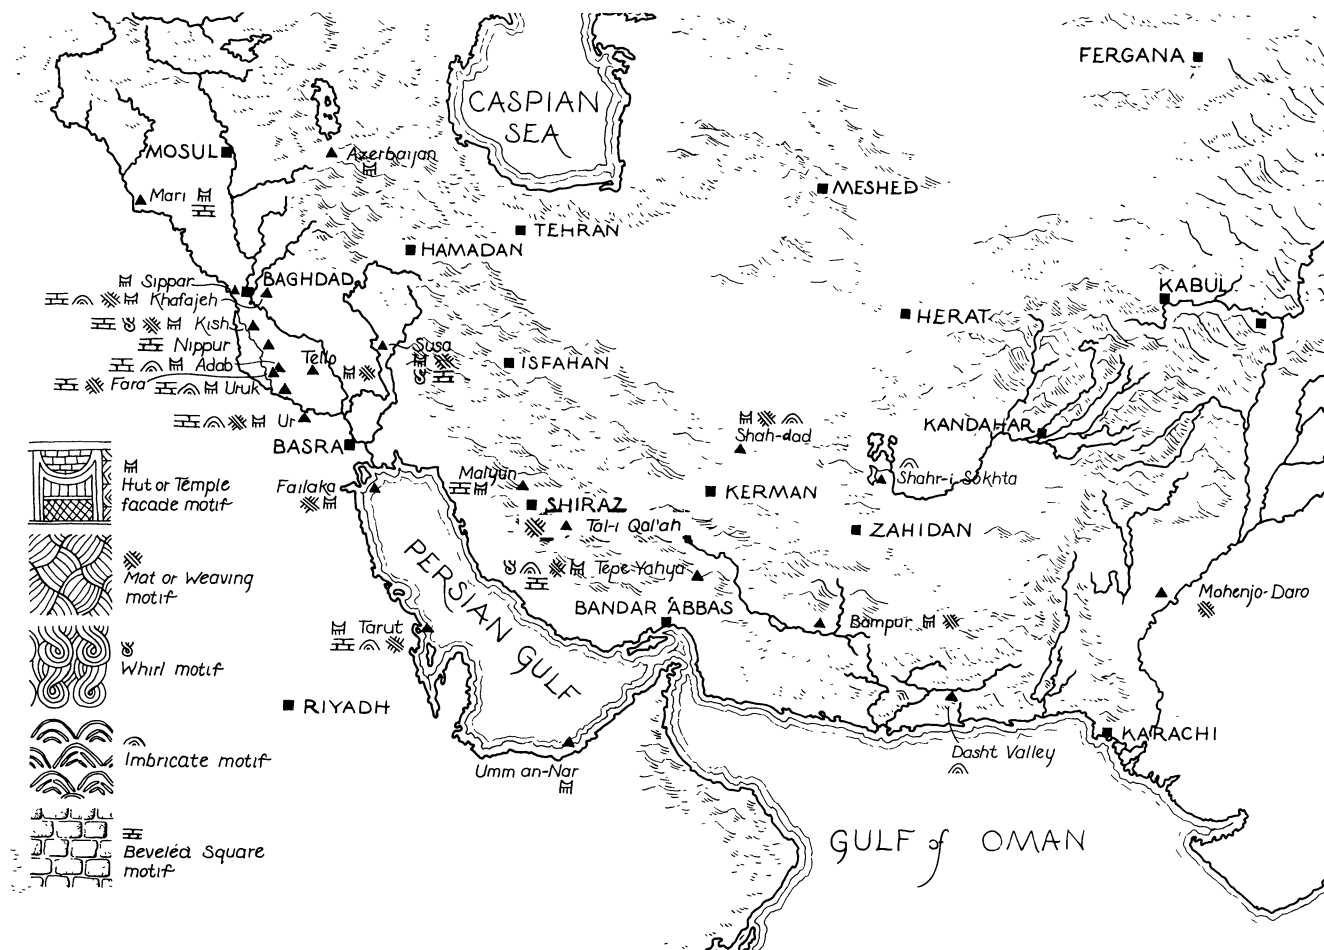 FERGANA
CASPIAN
SEA
MOSUL
Azerbaijan
Mari
MESHED
TEHRAN
HAMADAN
Sippar
BAGHDAD
Khafajeh
KABUL
Kish
HERAT
Nippur
Susa
Tello
Adab
ISFAHAN
Fara
Uruk
Ur
Shah-dad
KANDAHAR
BASRA
Hut or Temple
facade motif
Failaka
Malyun
Shahr-i Sokhta
KERMAN
SHIRAZ
Tal-i Qal'ah
ZAHIDAN
Mat or Weaving
motif
PERSIAN GULF
Tepe Yahya
Mohenjo-Daro
BANDAR ABBAS
Bampur
Tarut
Whirl motif
RIYADH
KARACHI
Dasht Valley
Imbricate motif
Umm an-Nar
GULF of OMAN
Beveled Square
motif